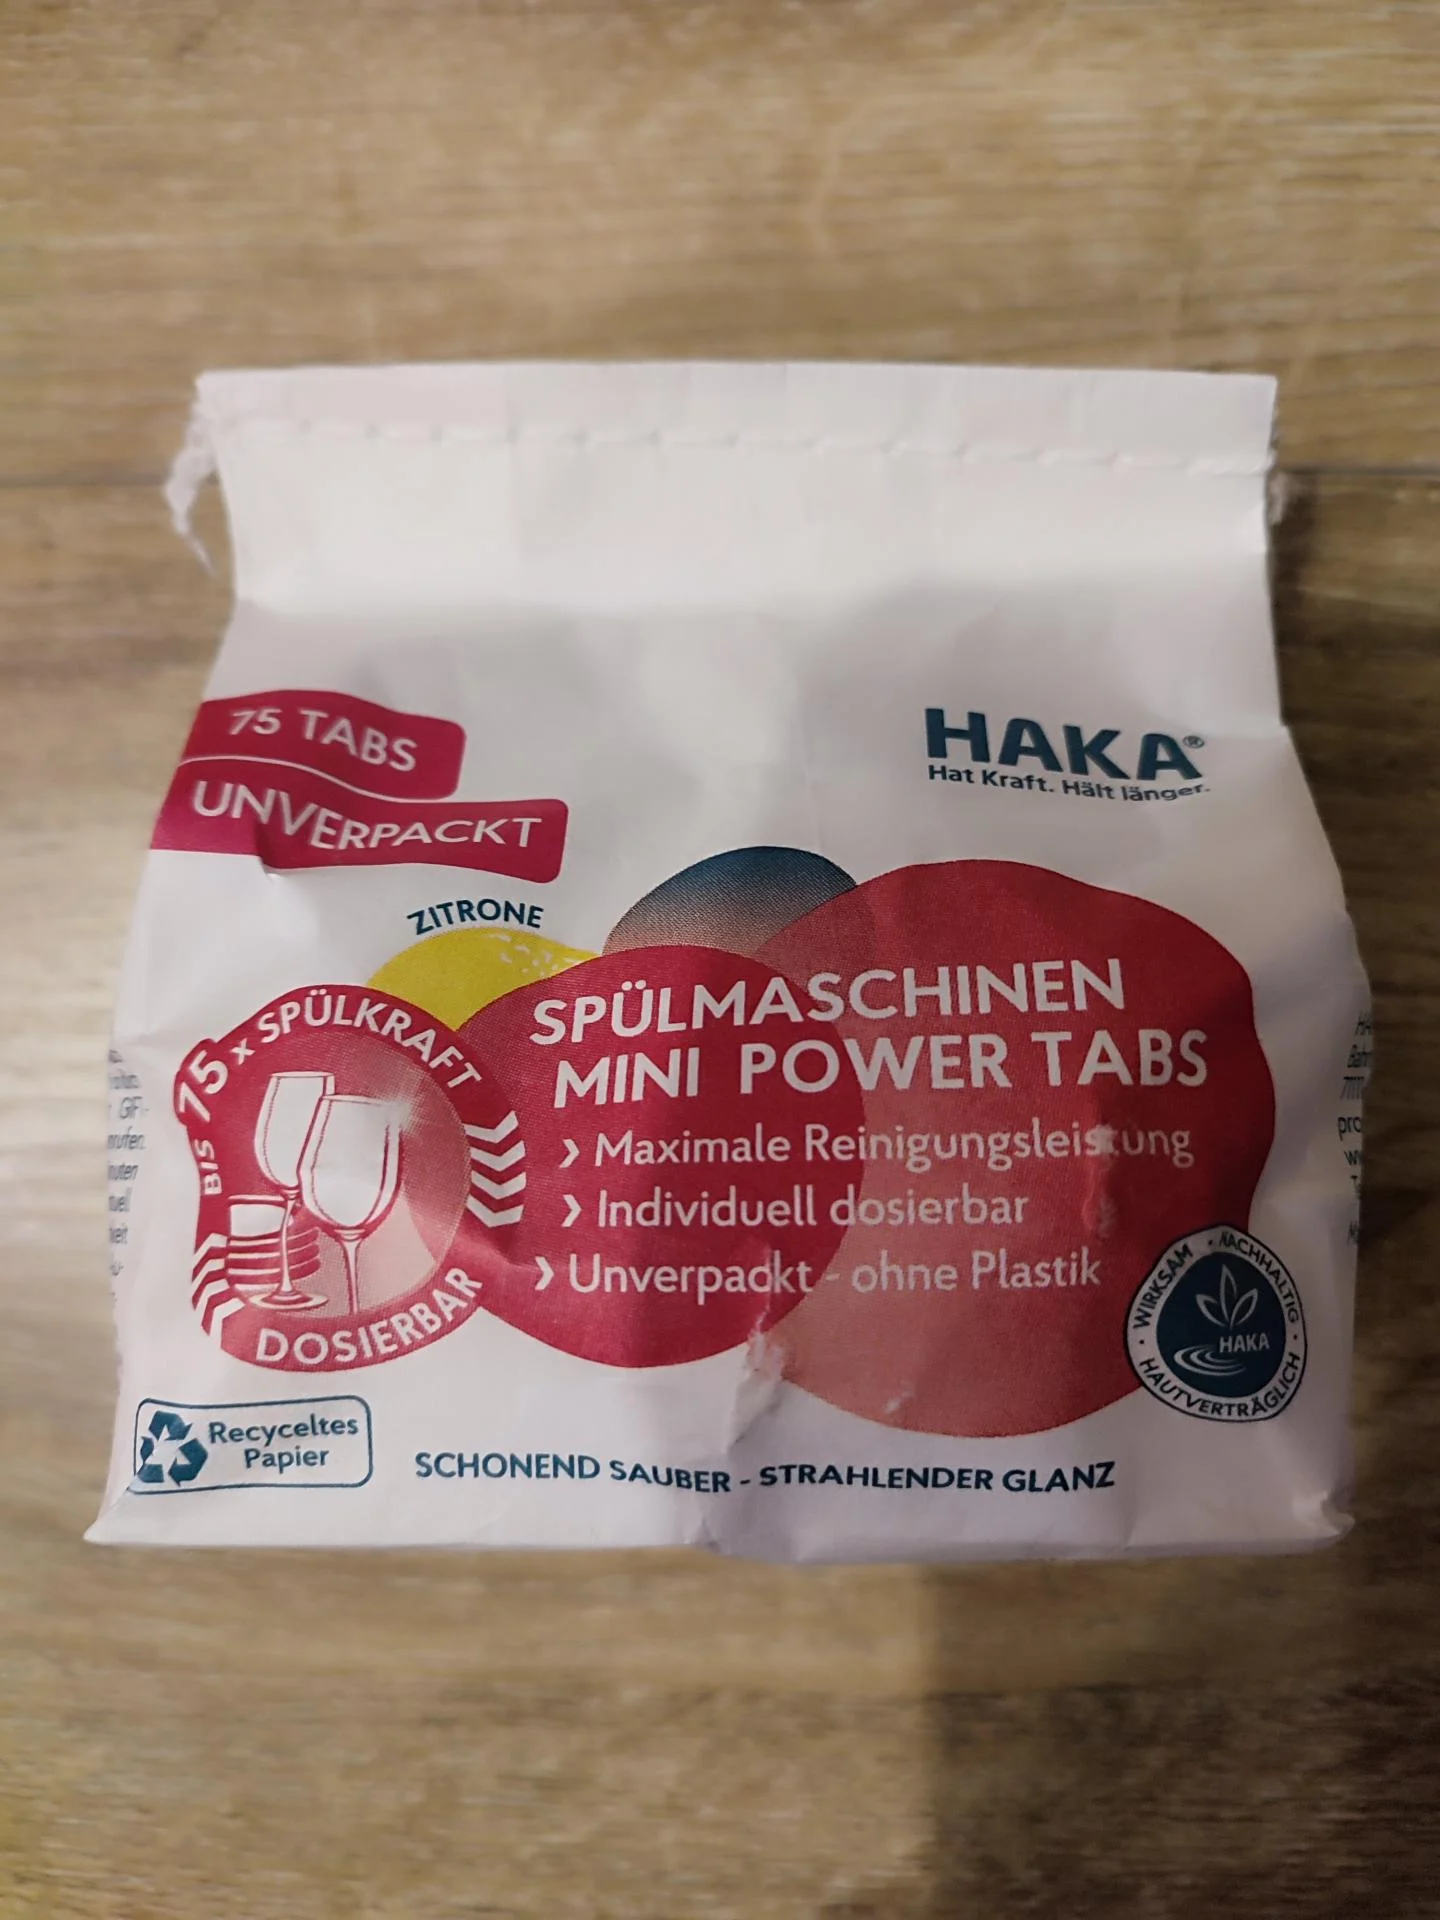 75 TABS
UNVERPACKT
HAKA®
Hat Kraft. Hält länger.
ZITRONE
BIS 75 x SPÜLKRAFT
DOSIERBAR
SPÜLMASCHINEN
MINI POWER TABS
› Maximale Reinigungsleistung
› Individuell dosierbar
› Unverpackt - ohne Plastik
WIRKSAM · NACHHALTIG · HAUTVERTRÄGLICH ·
HAKA
Recyceltes
Papier
SCHONEND SAUBER - STRAHLENDER GLANZ